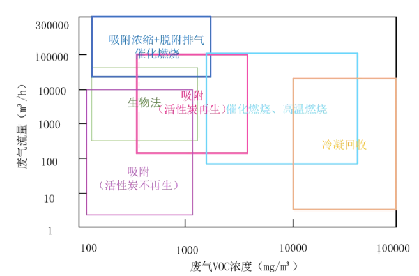 300000
100000
10000
1000
100
10
1
废气流量（m³/h）
吸附浓缩+脱附排气
催化燃烧
生物法
吸附
（活性炭再生）
催化燃烧、高温燃烧
冷凝回收
吸附
（活性炭不再生）
100
1000
10000
100000
废气VOC浓度（mg/m³）